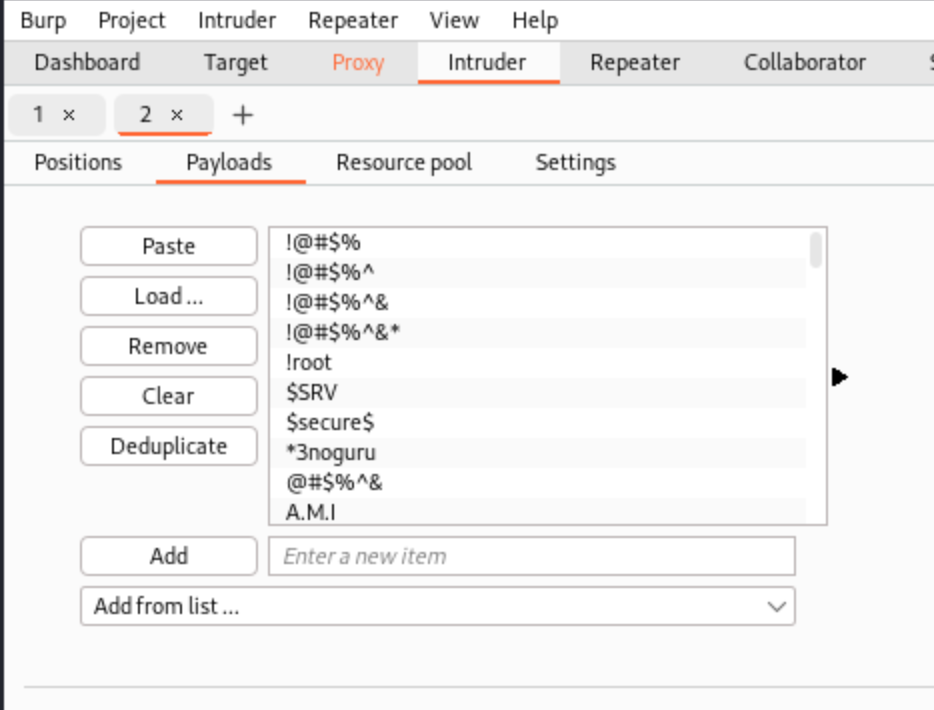 Burp Project Intruder Repeater View Help
Dashboard Target Proxy Intruder Repeater Collaborator
1 × 2 × +
Positions Payloads Resource pool Settings
Paste
Load ...
Remove
Clear
Deduplicate
!@#$%
!@#$%^
!@#$%^&
!@#$%^&*
!root
$SRV
$secure$
*3noguru
@#$%^&
A.M.I
Add Enter a new item
Add from list ...